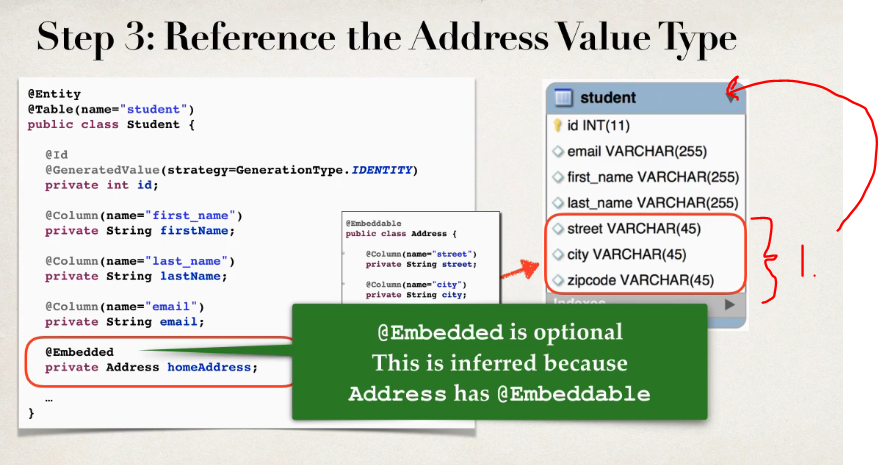 Step 3: Reference the Address Value Type
@Entity
@Table(name="student")
public class Student {
@Id
@GeneratedValue(strategy=GenerationType.IDENTITY)
private int id;
@Column(name="first_name")
private String firstName;
@Column(name="last_name")
private String lastName;
@Column(name="email")
private String email;
@Embedded
private Address homeAddress;
…
}
@Embeddable
public class Address {
@Column(name="street")
private String street;
@Column(name="city")
private String city;
student
id INT(11)
email VARCHAR(255)
first_name VARCHAR(255)
last_name VARCHAR(255)
street VARCHAR(45)
city VARCHAR(45)
zipcode VARCHAR(45)
Indexes
1.
@Embedded is optional
This is inferred because
Address has @Embeddable